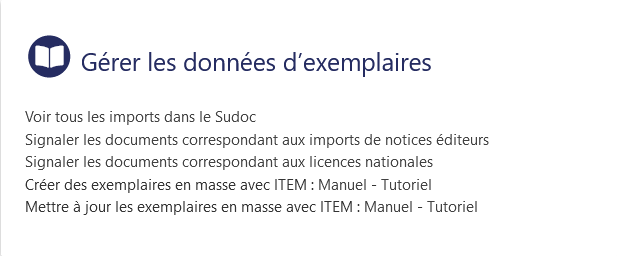 Gérer les données d’exemplaires
Voir tous les imports dans le Sudoc
Signaler les documents correspondant aux imports de notices éditeurs
Signaler les documents correspondant aux licences nationales
Créer des exemplaires en masse avec ITEM : Manuel - Tutoriel
Mettre à jour les exemplaires en masse avec ITEM : Manuel - Tutoriel